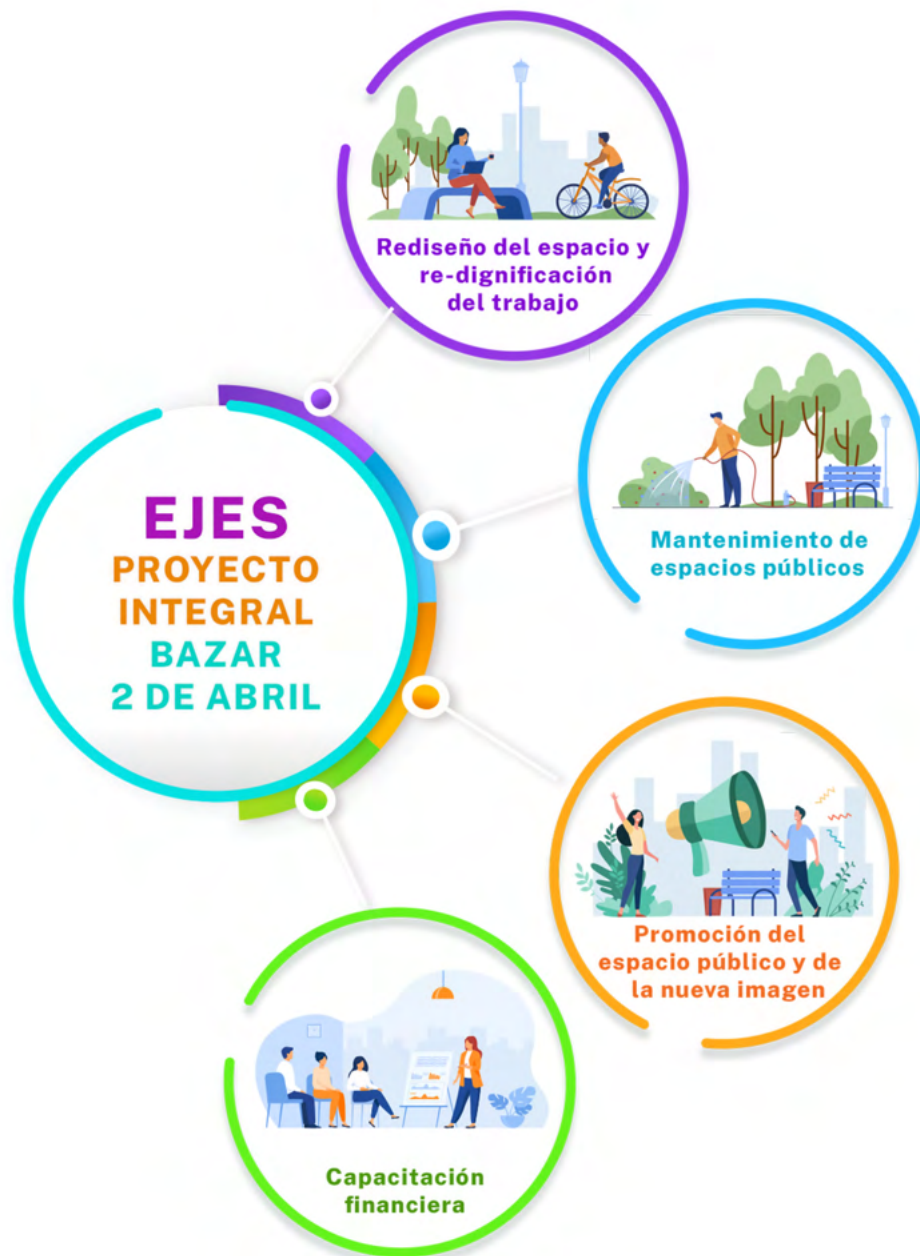 EJES
PROYECTO
INTEGRAL
BAZAR
2 DE ABRIL
Rediseño del espacio y
re-dignificación
del trabajo
Mantenimiento de
espacios públicos
Promoción del
espacio público y de
la nueva imagen
Capacitación
financiera